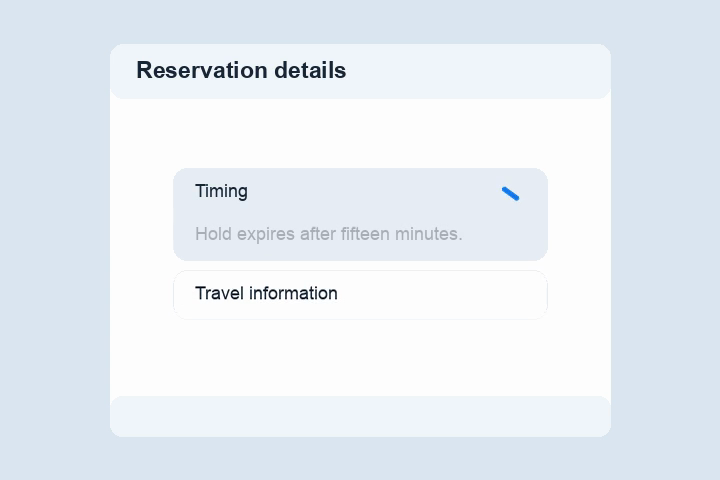 Reservation details
Timing
Hold expires after fifteen minutes.
Travel information